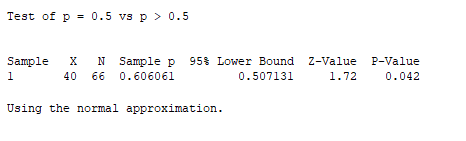 Test of p = 0.5 vs p > 0.5
Sample X N Sample p 95% Lower Bound Z-Value P-Value
1 40 66 0.606061 0.507131 1.72 0.042
Using the normal approximation.